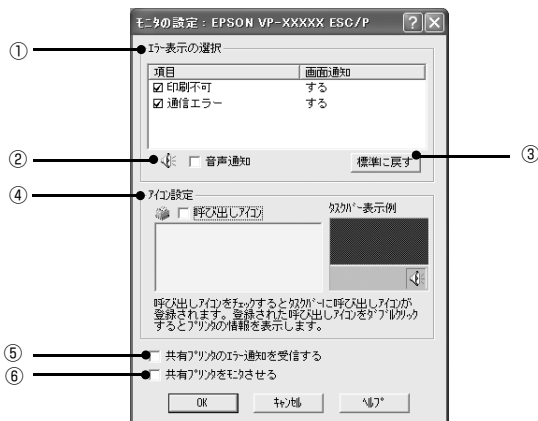 モニタの設定：EPSON VP-XXXXX ESC/P
①
エラー表示の選択
項目 画面通知
印刷不可 する
通信エラー する
②
音声通知
標準に戻す
③
④
アイコン設定
呼び出しアイコン
タスクバー表示例
呼び出しアイコンをチェックするとタスクバーに呼び出しアイコンが
登録されます。登録された呼び出しアイコンをダブルクリック
するとプリンタの情報を表示します。
⑤
共有プリンタのエラー通知を受信する
⑥
共有プリンタをモニタさせる
OK
キャンセル
ヘルプ